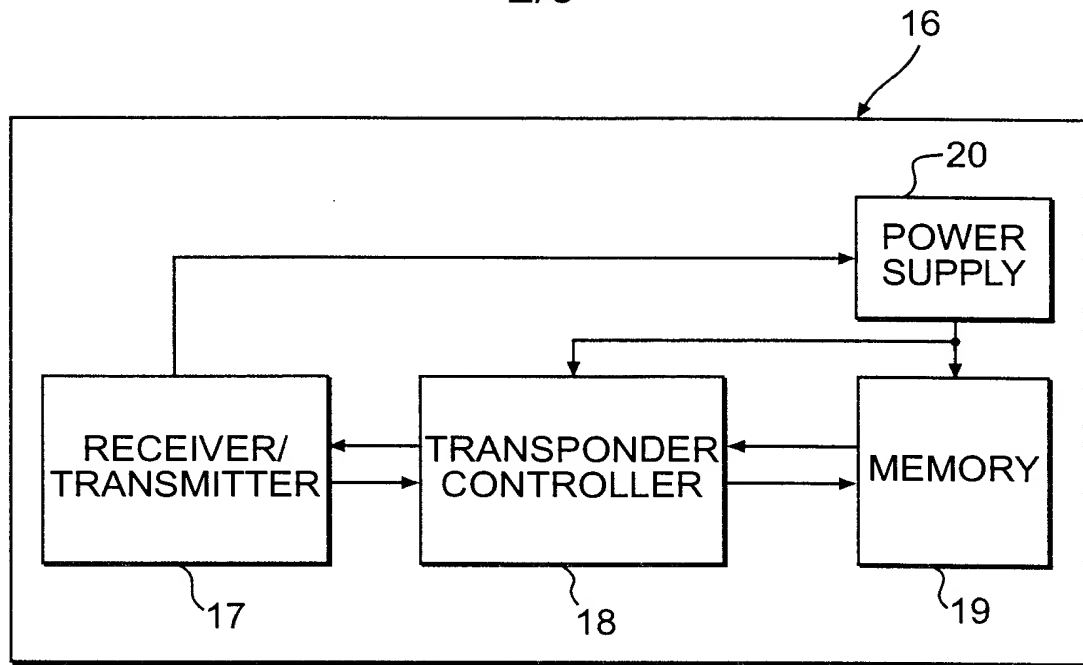 16
20
POWER
SUPPLY
RECEIVER/
TRANSMITTER
TRANSPONDER
CONTROLLER
MEMORY
17
18
19